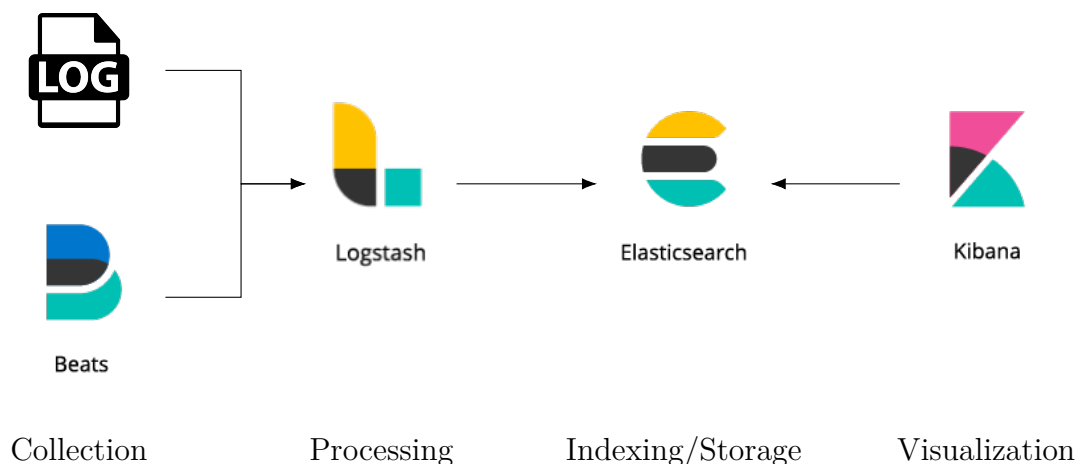 LOG
Logstash
Elasticsearch
Kibana
Beats
Collection
Processing
Indexing/Storage
Visualization